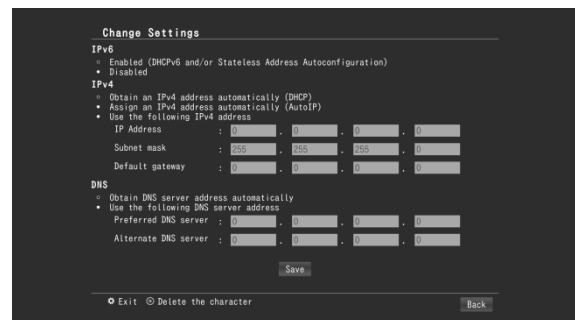 Change Settings
IPv6
Enabled (DHCPv6 and/or Stateless Address Autoconfiguration)
Disabled
IPv4
Obtain an IPv4 address automatically (DHCP)
Assign an IPv4 address automatically (AutoIP)
Use the following IPv4 address
IP Address : 0 . 0 . 0 . 0
Subnet mask : 255 . 255 . 255 . 0
Default gateway : 0 . 0 . 0 . 0
DNS
Obtain DNS server address automatically
Use the following DNS server address
Preferred DNS server : 0 . 0 . 0 . 0
Alternate DNS server : 0 . 0 . 0 . 0
Save
Exit Delete the character Back